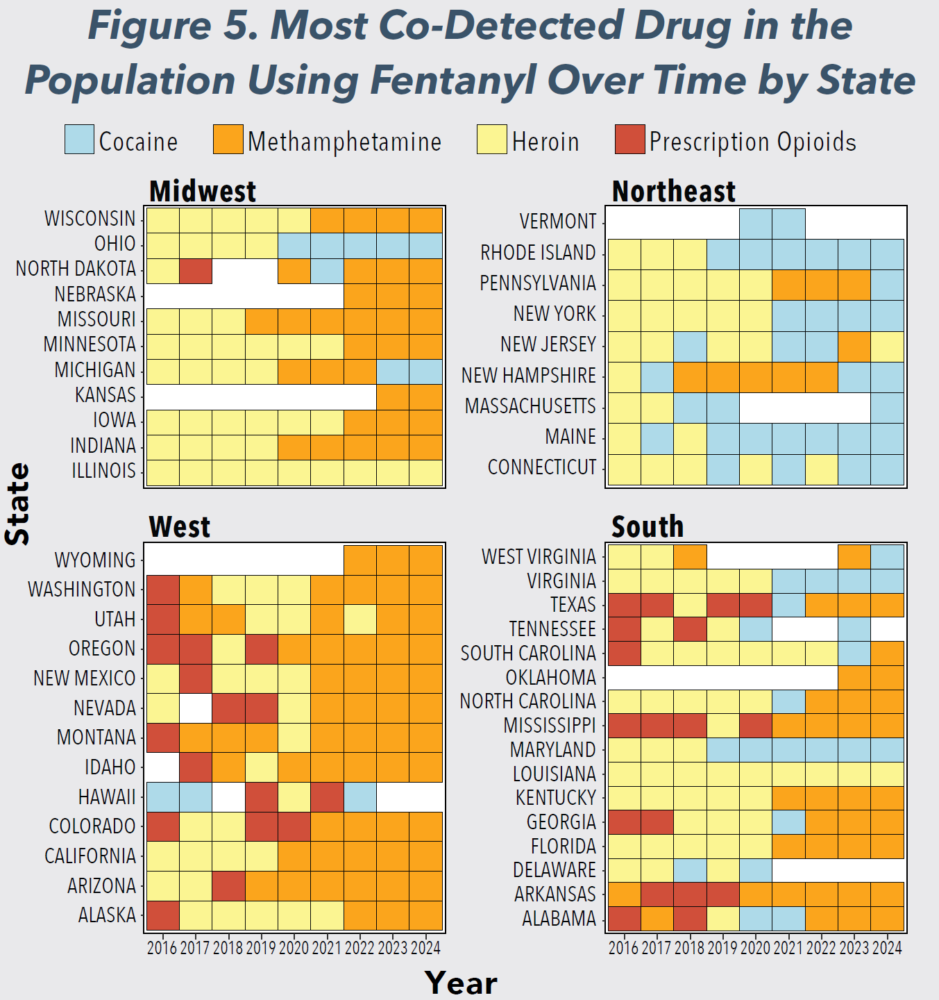 Figure 5. Most Co-Detected Drug in the
Population Using Fentanyl Over Time by State
Cocaine
Methamphetamine
Heroin
Prescription Opioids
State
Midwest
WISCONSIN
OHIO
NORTH DAKOTA
NEBRASKA
MISSOURI
MINNESOTA
MICHIGAN
KANSAS
IOWA
INDIANA
ILLINOIS
Northeast
VERMONT
RHODE ISLAND
PENNSYLVANIA
NEW YORK
NEW JERSEY
NEW HAMPSHIRE
MASSACHUSETTS
MAINE
CONNECTICUT
West
WYOMING
WASHINGTON
UTAH
OREGON
NEW MEXICO
NEVADA
MONTANA
IDAHO
HAWAII
COLORADO
CALIFORNIA
ARIZONA
ALASKA
2016 2017 2018 2019 2020 2021 2022 2023 2024
South
WEST VIRGINIA
VIRGINIA
TEXAS
TENNESSEE
SOUTH CAROLINA
OKLAHOMA
NORTH CAROLINA
MISSISSIPPI
MARYLAND
LOUISIANA
KENTUCKY
GEORGIA
FLORIDA
DELAWARE
ARKANSAS
ALABAMA
2016 2017 2018 2019 2020 2021 2022 2023 2024
Year